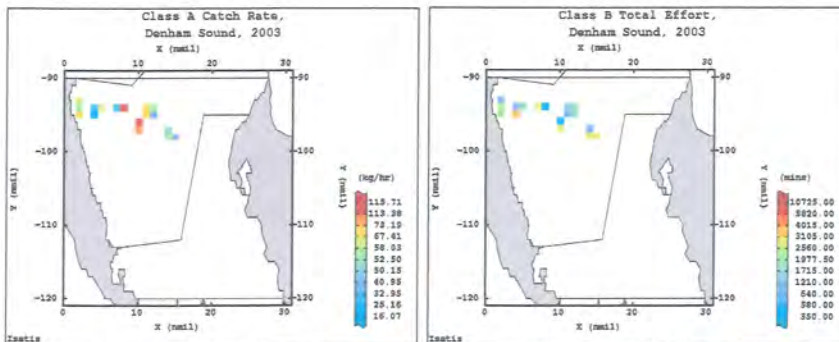 Class A Catch Rate,
Denham Sound, 2003
X (nmil)
0 10 20 30
-90 -90
-100 -100
-110 -110
-120 -120
Y (nmil)
Y (nmil)
0 10 20 30
X (nmil)
(kg/hr)
115.71
113.38
73.19
67.41
58.03
52.50
50.15
40.95
32.95
25.16
16.07
Isatis
Class B Total Effort,
Denham Sound, 2003
X (nmil)
0 10 20 30
-90 -90
-100 -100
-110 -110
-120 -120
Y (nmil)
Y (nmil)
0 10 20 30
X (nmil)
(mins)
10725.00
5820.00
4015.00
3105.00
2560.00
1977.50
1715.00
1210.00
640.00
580.00
350.00
Isatis